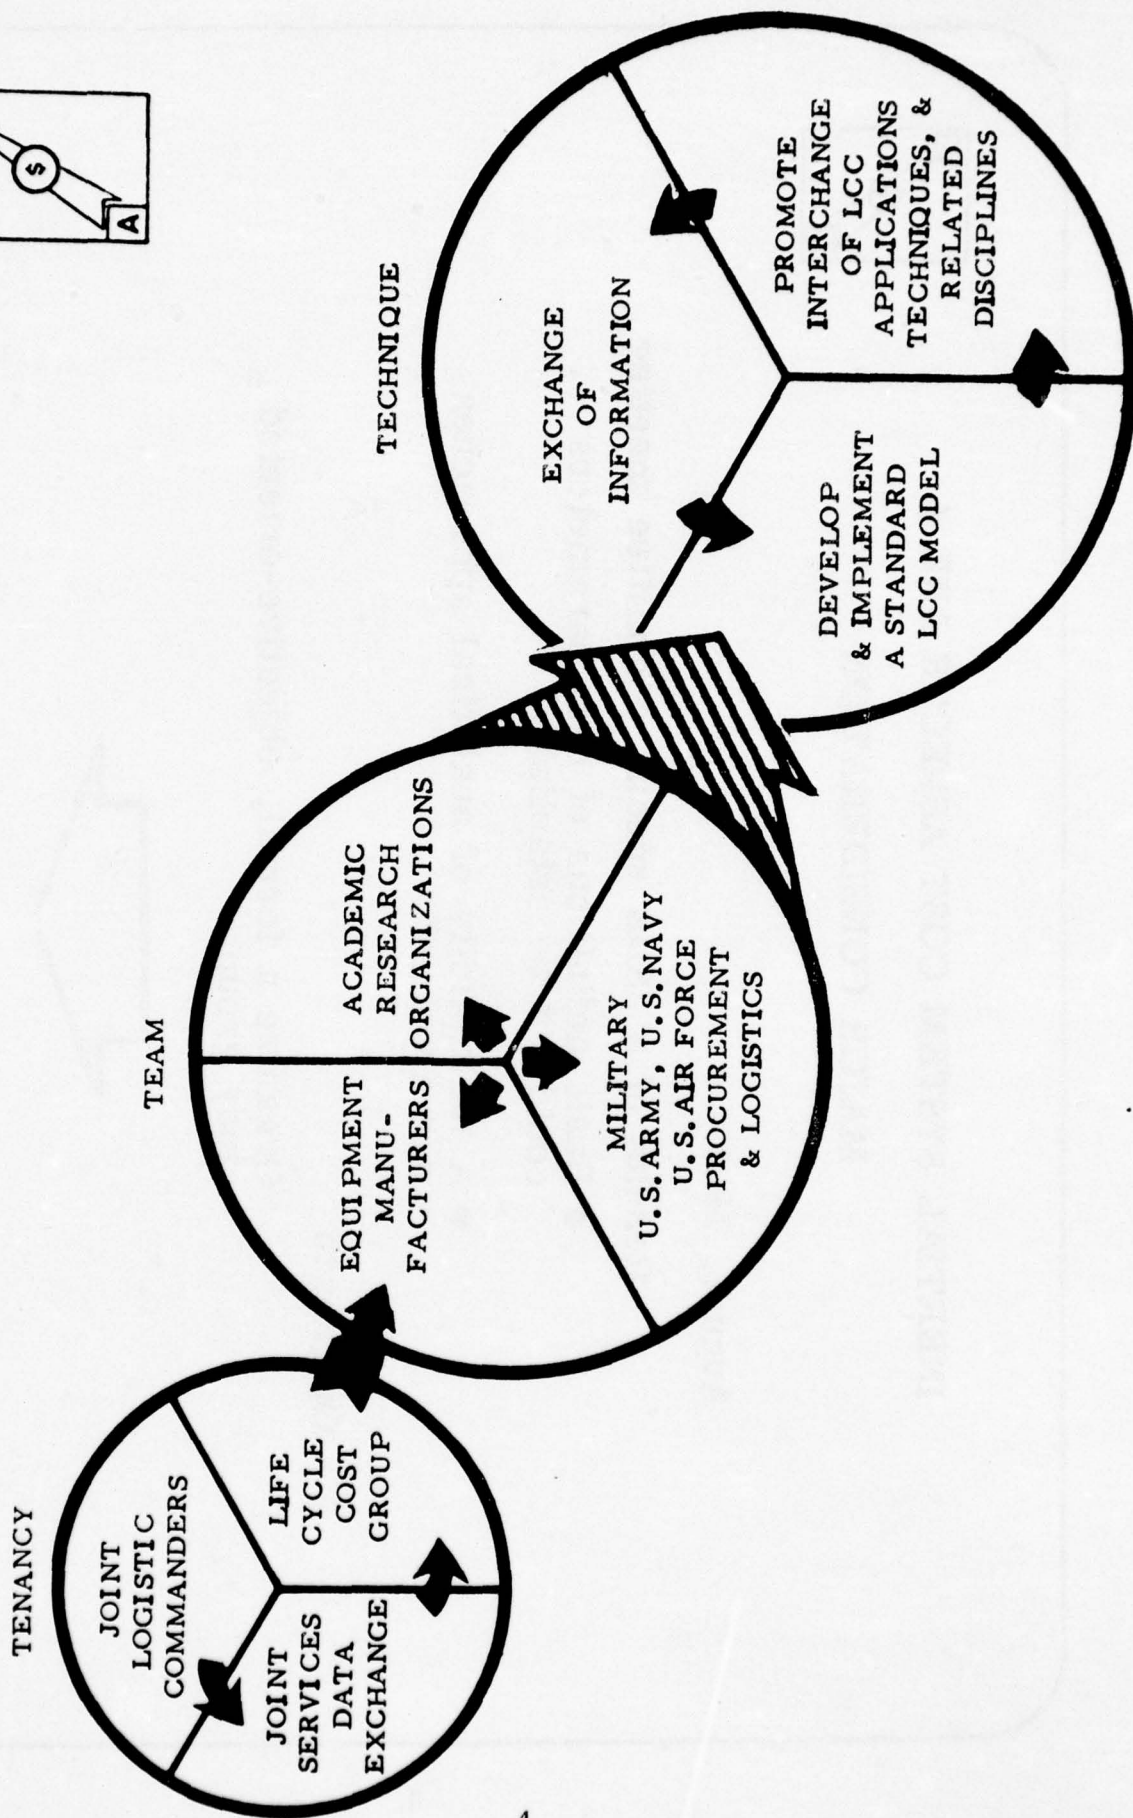 $
A
TENANCY
JOINT
LOGISTIC
COMMANDERS
JOINT
SERVICES
DATA
EXCHANGE
LIFE
CYCLE
COST
GROUP
TEAM
EQUIPMENT
MANU-
FACTURERS
ACADEMIC
RESEARCH
ORGANIZATIONS
MILITARY
U.S. ARMY, U.S. NAVY
U.S. AIR FORCE
PROCUREMENT
& LOGISTICS
TECHNIQUE
EXCHANGE
OF
INFORMATION
DEVELOP
& IMPLEMENT
A STANDARD
LCC MODEL
PROMOTE
INTERCHANGE
OF LCC
APPLICATIONS
TECHNIQUES, &
RELATED
DISCIPLINES
4